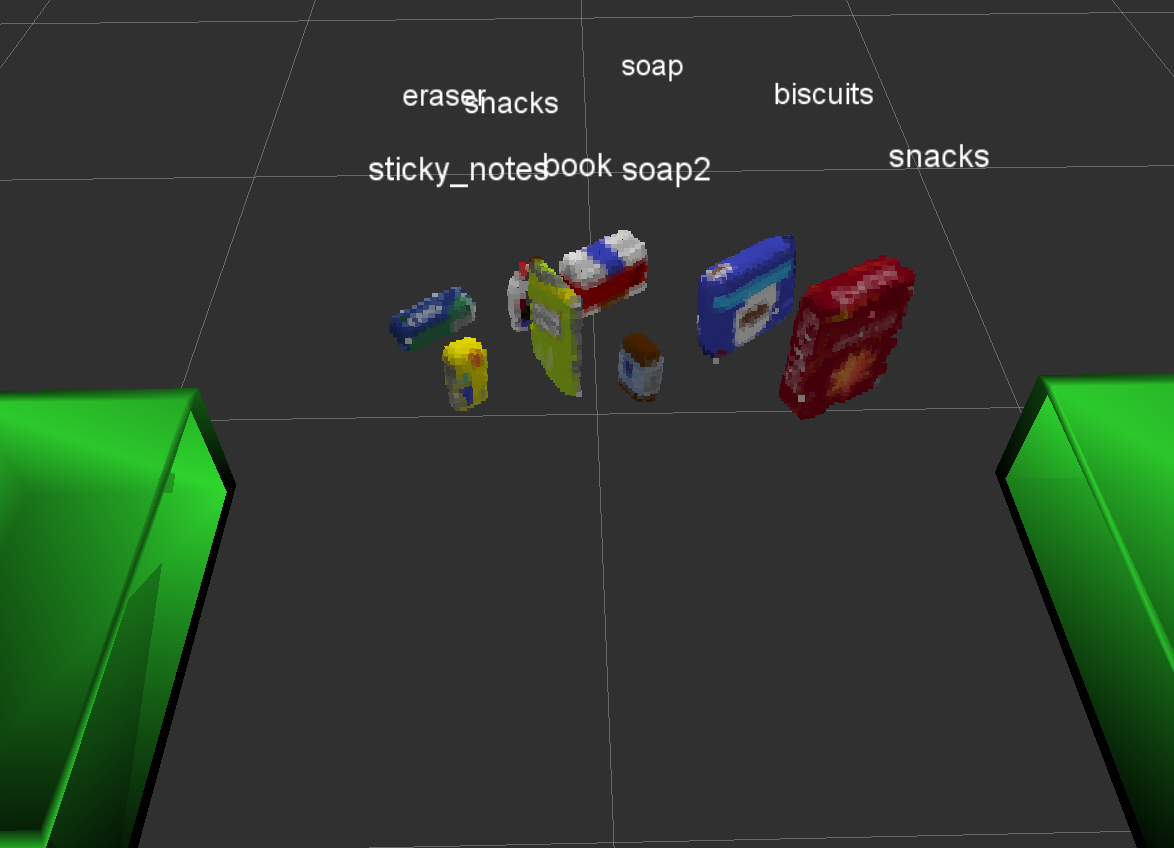 soap
eraser
snacks
biscuits
sticky_notes
book
soap2
snacks